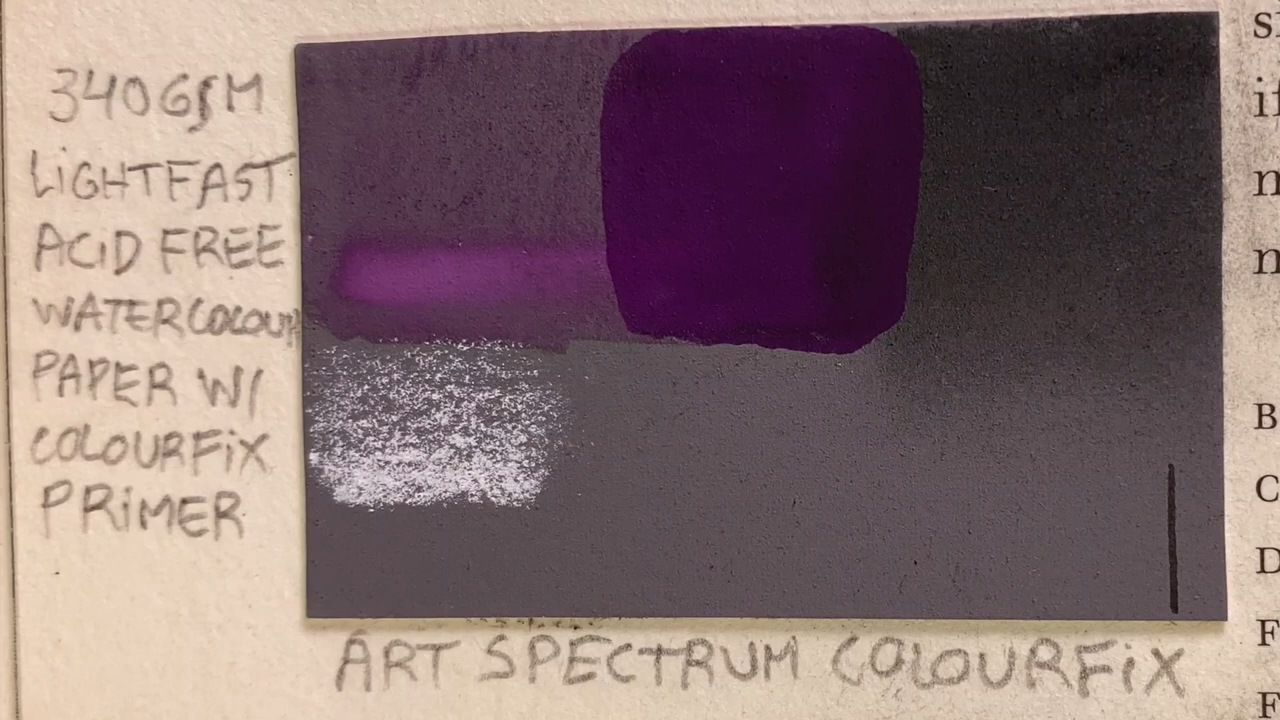 340GSM
LiGHTFAST
ACiD FREE
WATERCOLOUR
PAPER W/
COLOURFiX
PRiMER
ART SPECTRUM COLOURFiX
B
C
D
F
F